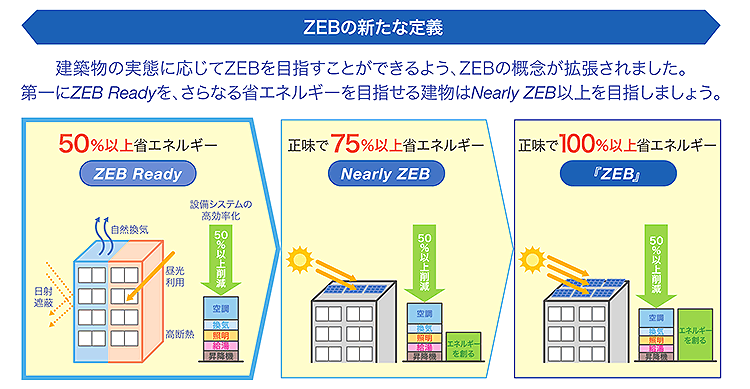 ZEBの新たな定義
建築物の実態に応じてZEBを目指すことができるよう、ZEBの概念が拡張されました。
第一にZEB Readyを、さらなる省エネルギーを目指せる建物はNearly ZEB以上を目指しましょう。
50%以上省エネルギー
ZEB Ready
設備システムの
高効率化
自然換気
50%以上削減
昼光
利用
日射
遮蔽
高断熱
空調
換気
照明
給湯
昇降機
正味で75%以上省エネルギー
Nearly ZEB
50%以上削減
空調
換気
照明
給湯
昇降機
エネルギー
を創る
正味で100%以上省エネルギー
『ZEB』
50%以上削減
空調
換気
照明
給湯
昇降機
エネルギー
を創る